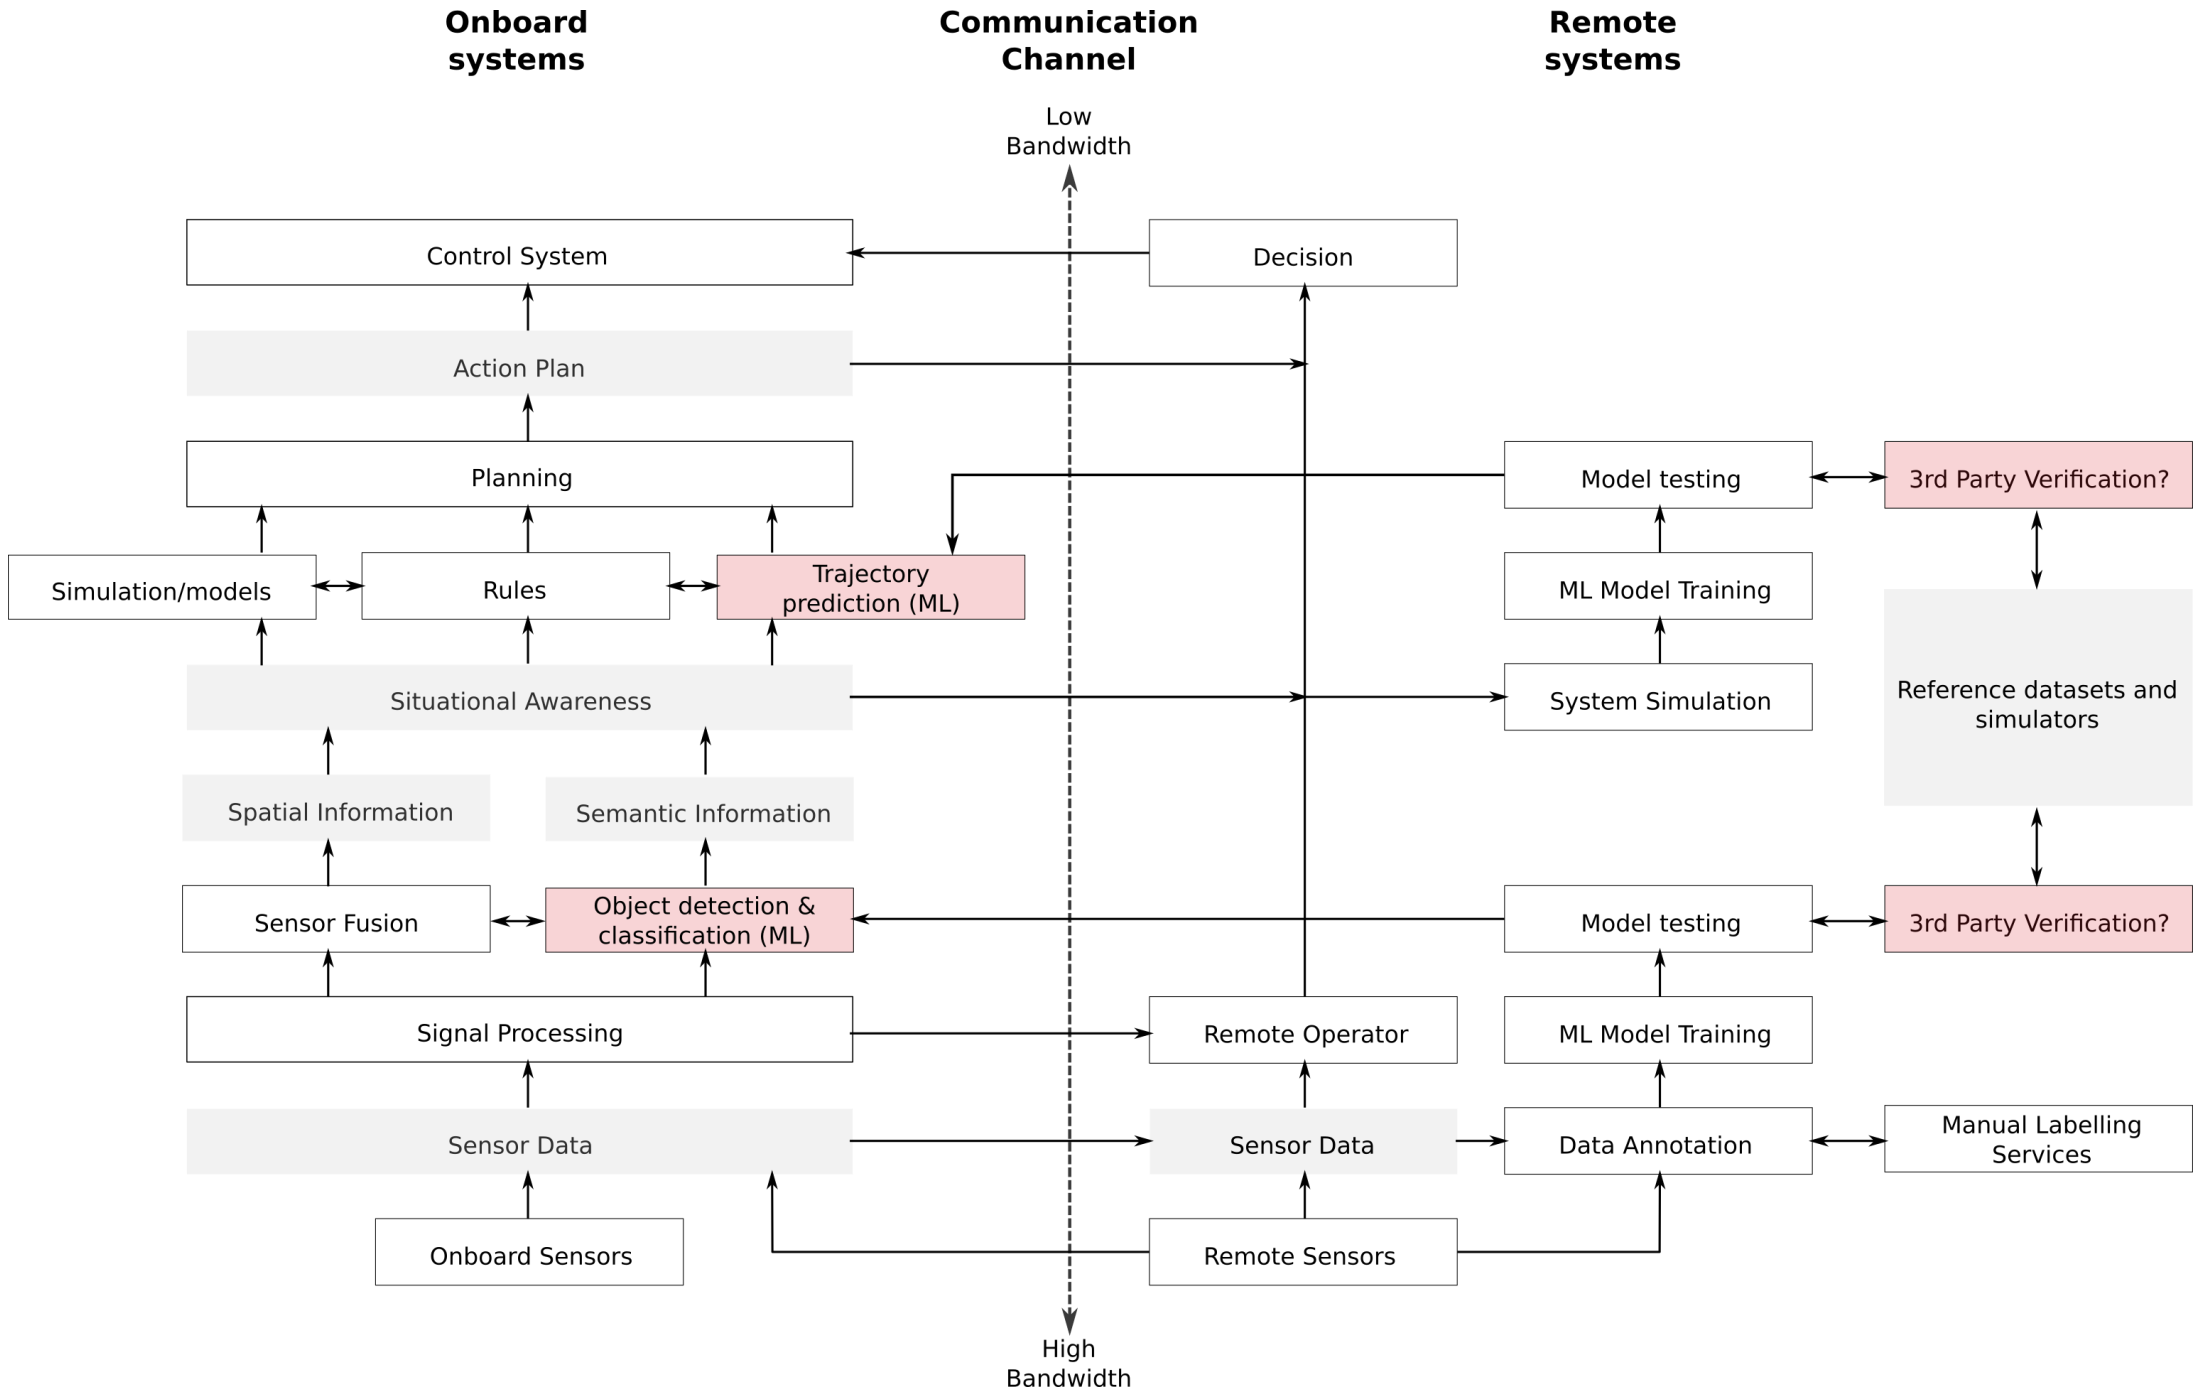 Onboard
systems
Communication
Channel
Remote
systems
Low
Bandwidth
Control System
Decision
Action Plan
Planning
Model testing
3rd Party Verification?
Simulation/models
Rules
Trajectory
prediction (ML)
ML Model Training
Situational Awareness
System Simulation
Reference datasets and
simulators
Spatial Information
Semantic Information
Sensor Fusion
Object detection &
classification (ML)
Model testing
3rd Party Verification?
Signal Processing
Remote Operator
ML Model Training
Sensor Data
Sensor Data
Data Annotation
Manual Labelling
Services
Onboard Sensors
Remote Sensors
High
Bandwidth